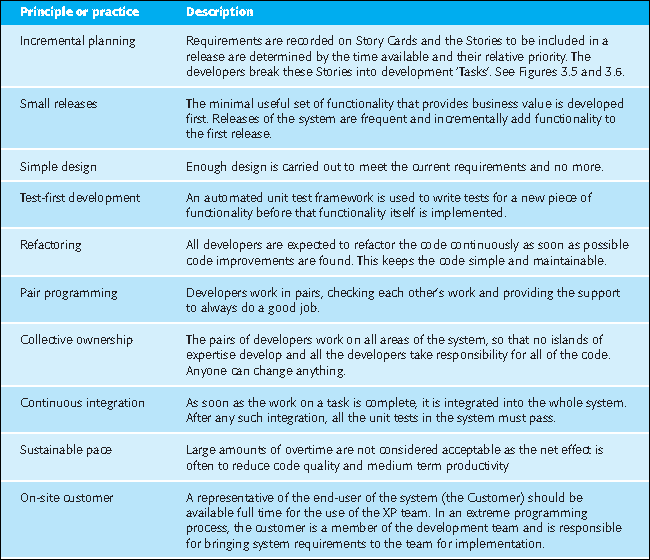 Principle or practice Description
Incremental planning Requirements are recorded on Story Cards and the Stories to be included in a
release are determined by the time available and their relative priority. The
developers break these Stories into development ‘Tasks’. See Figures 3.5 and 3.6.
Small releases The minimal useful set of functionality that provides business value is developed
first. Releases of the system are frequent and incrementally add functionality to
the first release.
Simple design Enough design is carried out to meet the current requirements and no more.
Test-first development An automated unit test framework is used to write tests for a new piece of
functionality before that functionality itself is implemented.
Refactoring All developers are expected to refactor the code continuously as soon as possible
code improvements are found. This keeps the code simple and maintainable.
Pair programming Developers work in pairs, checking each other’s work and providing the support
to always do a good job.
Collective ownership The pairs of developers work on all areas of the system, so that no islands of
expertise develop and all the developers take responsibility for all of the code.
Anyone can change anything.
Continuous integration As soon as the work on a task is complete, it is integrated into the whole system.
After any such integration, all the unit tests in the system must pass.
Sustainable pace Large amounts of overtime are not considered acceptable as the net effect is
often to reduce code quality and medium term productivity
On-site customer A representative of the end-user of the system (the Customer) should be
available full time for the use of the XP team. In an extreme programming
process, the customer is a member of the development team and is responsible
for bringing system requirements to the team for implementation.